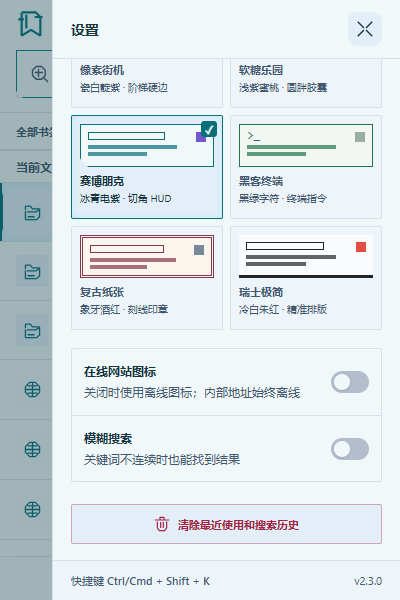 设置
像素街机
瓷白靛紫 · 阶梯硬边
软糖乐园
浅紫蜜桃 · 圆胖胶囊
赛博朋克
冰青电紫 · 切角 HUD
黑客终端
黑绿字符 · 终端指令
复古纸张
象牙酒红 · 刻线印章
瑞士极简
冷白朱红 · 精准排版
全部书
当前文
在线网站图标
关闭时使用离线图标；内部地址始终离线
模糊搜索
关键词不连续时也能找到结果
清除最近使用和搜索历史
快捷键 Ctrl/Cmd + Shift + K
v2.3.0